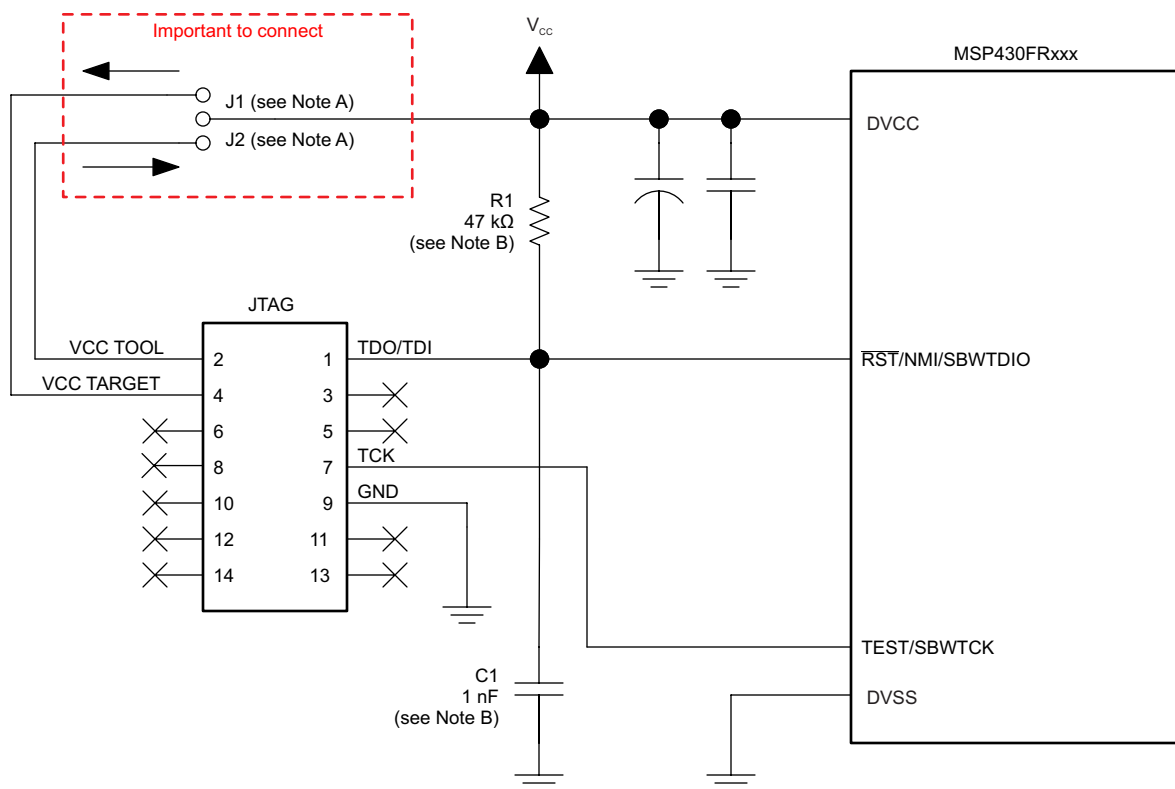 Important to connect
VCC
MSP430FRxxx
J1 (see Note A)
J2 (see Note A)
DVCC
R1
47 kΩ
(see Note B)
JTAG
VCC TOOL
2
1
TDO/TDI
RST/NMI/SBWTDIO
VCC TARGET
4
3
6
5
8
7
TCK
10
9
GND
12
11
14
13
TEST/SBWTCK
C1
1 nF
(see Note B)
DVSS